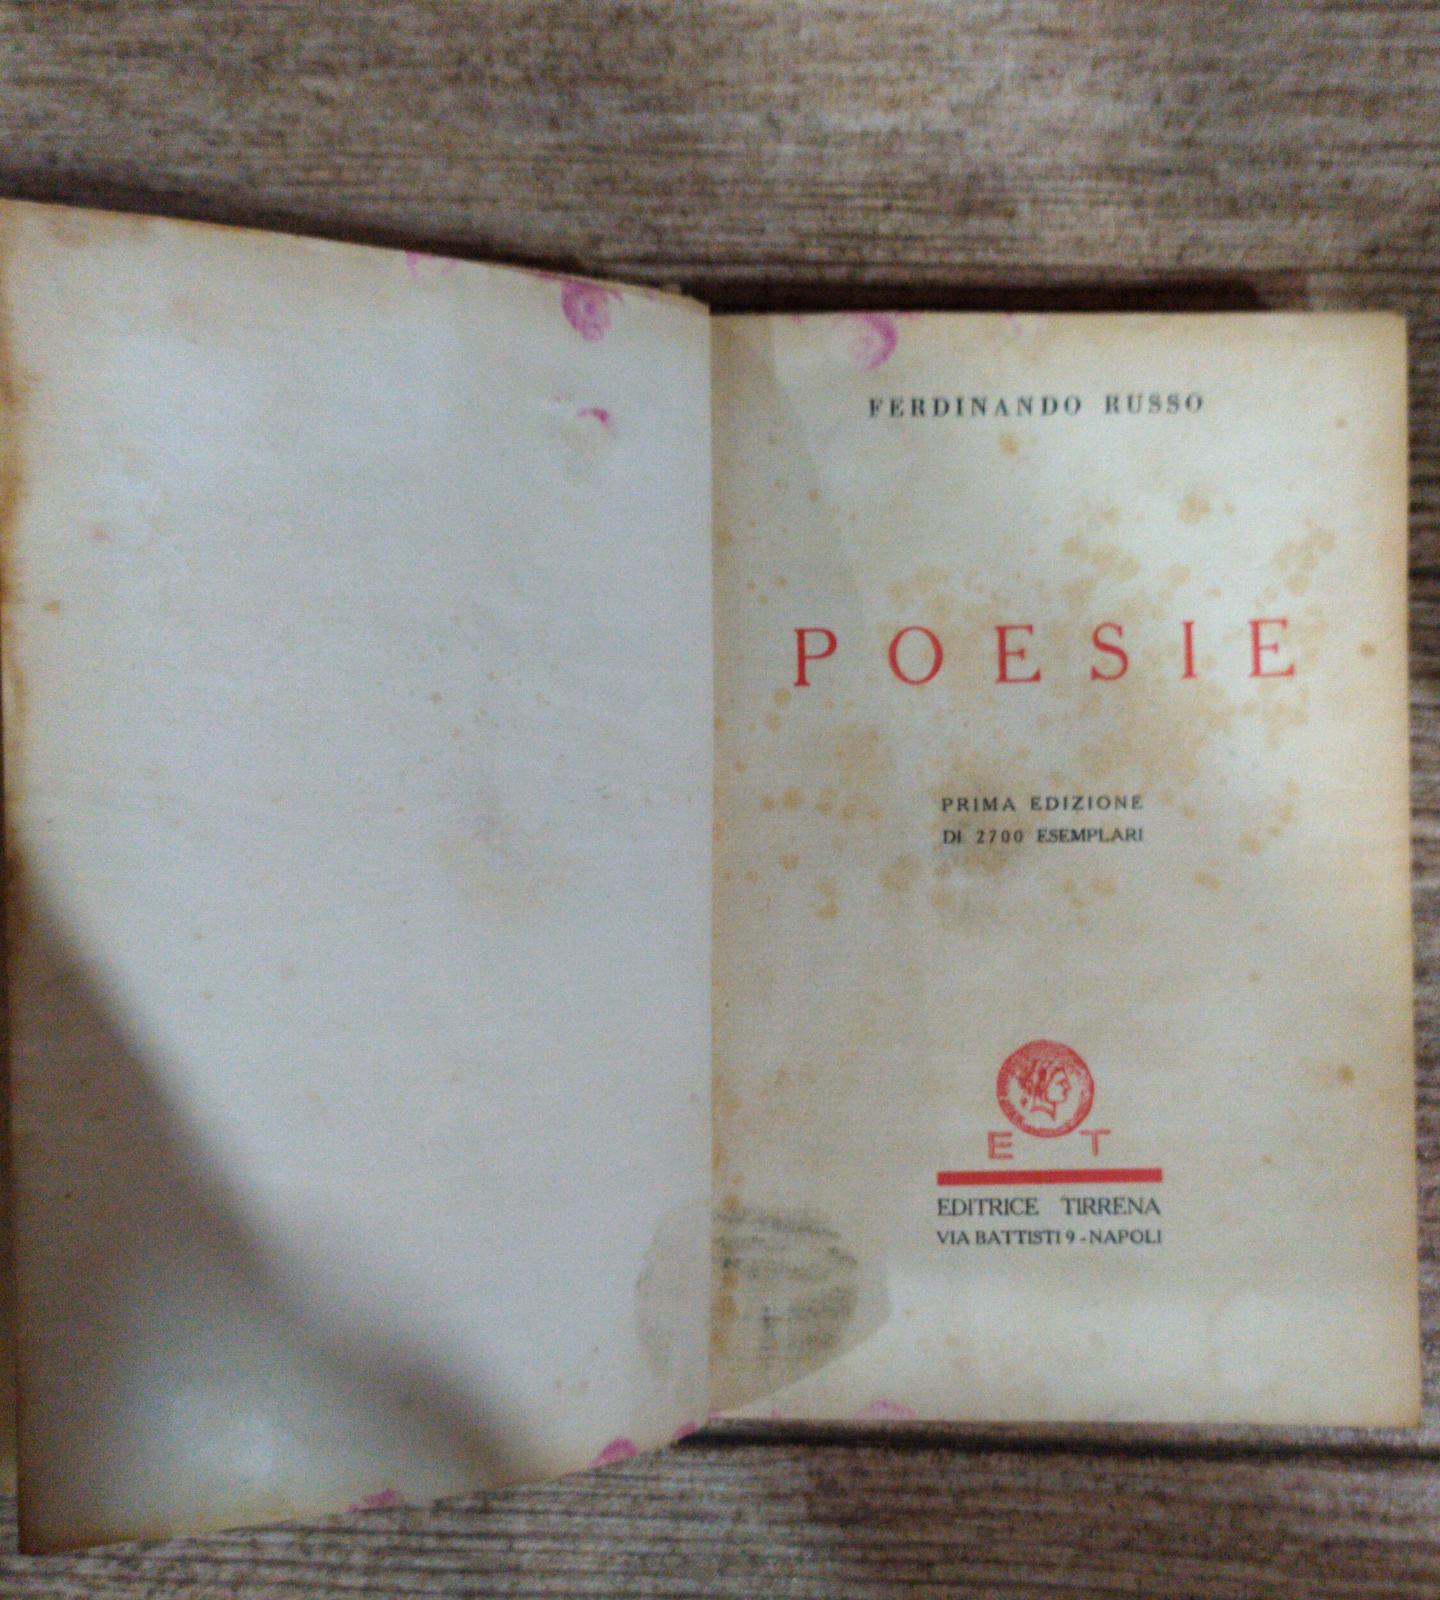 FERDINANDO RUSSO
POESIE
PRIMA EDIZIONE
DI 2700 ESEMPLARI
E T
EDITRICE TIRRENA
VIA BATTISTI 9 - NAPOLI